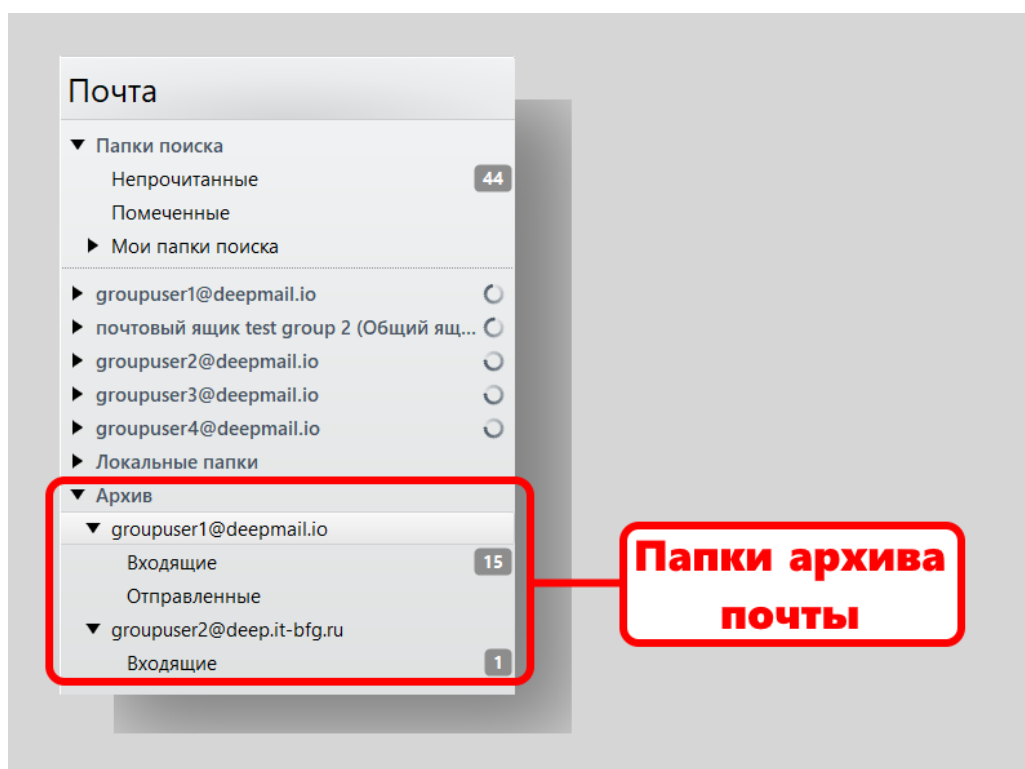 Почта
Папки поиска
Непрочитанные 44
Помеченные
Мои папки поиска
groupuser1@deepmail.io
почтовый ящик test group 2 (Общий ящ...
groupuser2@deepmail.io
groupuser3@deepmail.io
groupuser4@deepmail.io
Локальные папки
Архив
groupuser1@deepmail.io
Входящие 15
Отправленные
groupuser2@deep.it-bfg.ru
Входящие 1
Папки архива
почты